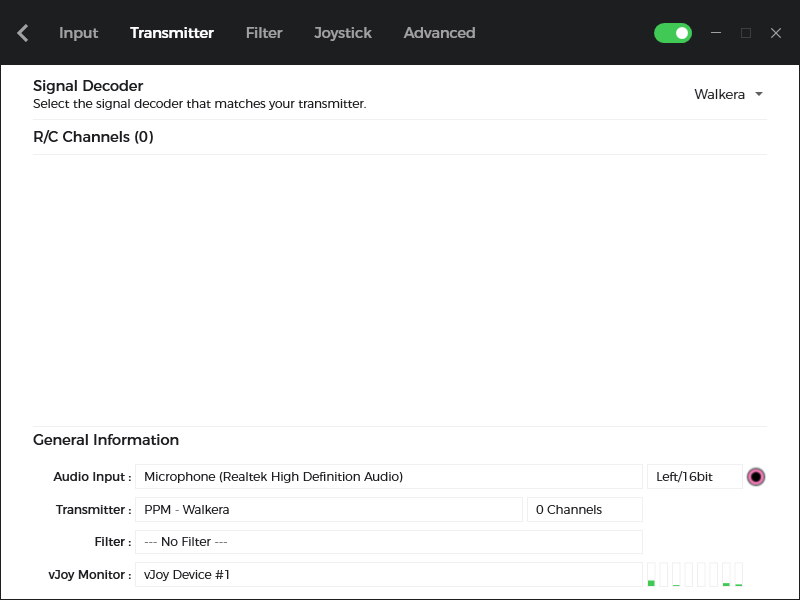 Input Transmitter Filter Joystick Advanced
Signal Decoder
Select the signal decoder that matches your transmitter.
Walkera
R/C Channels (0)
General Information
Audio Input : Microphone (Realtek High Definition Audio) Left/16bit
Transmitter : PPM - Walkera 0 Channels
Filter : --- No Filter ---
vJoy Monitor : vJoy Device #1